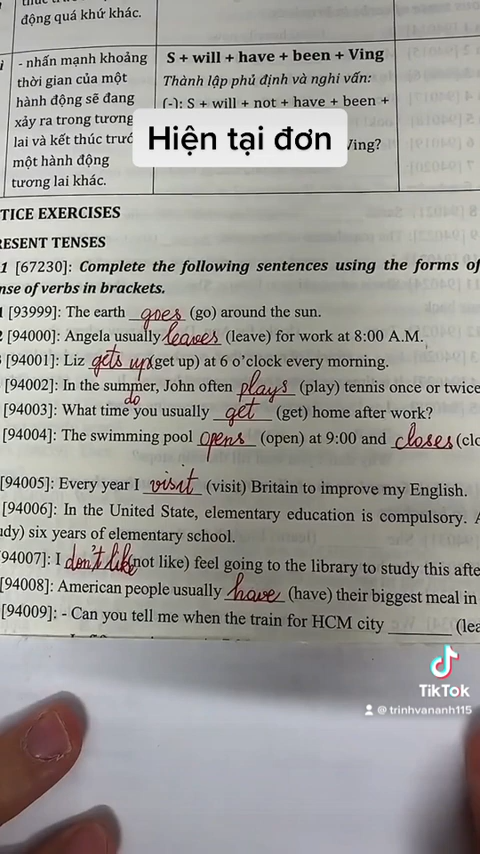 động quá khứ khác.
- nhấn mạnh khoảng
thời gian của một
hành động sẽ đang
xảy ra trong tương
lai và kết thúc
một hành động
tương lai khác.
S + will + have + been + Ving
Thành lập phủ định và nghi vấn:
(-): S + will + not + have + been +
Ving?
Hiện tại đơn
TICE EXERCISES
RESENT TENSES
1 [67230]: Complete the following sentences using the forms of
nse of verbs in brackets.
[93999]: The earth goes (go) around the sun.
[94000]: Angela usually leaves (leave) for work at 8:00 A.M.
[94001]: Liz gets up (get up) at 6 o'clock every morning.
[94002]: In the summer, John often plays (play) tennis once or twice
do
[94003]: What time you usually get (get) home after work?
[94004]: The swimming pool opens (open) at 9:00 and closes (clo
[94005]: Every year I visit (visit) Britain to improve my English.
[94006]: In the United State, elementary education is compulsory. A
udy) six years of elementary school.
94007]: I don't like (not like) feel going to the library to study this afte
[94008]: American people usually have (have) their biggest meal in
[94009]: - Can you tell me when the train for HCM city ______ (lea
TikTok
@trinhvananh115